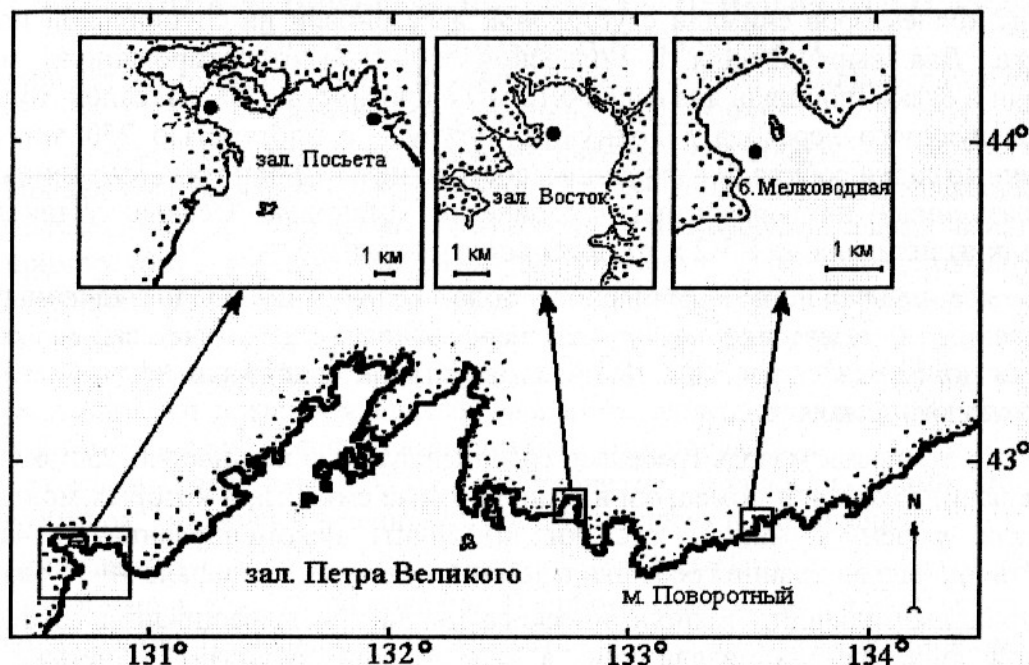 зал. Посьета
1 км
зал. Восток
1 км
б. Мелководная
1 км
44°
43°
N
зал. Петра Великого
м. Поворотный
131°
132°
133°
134°